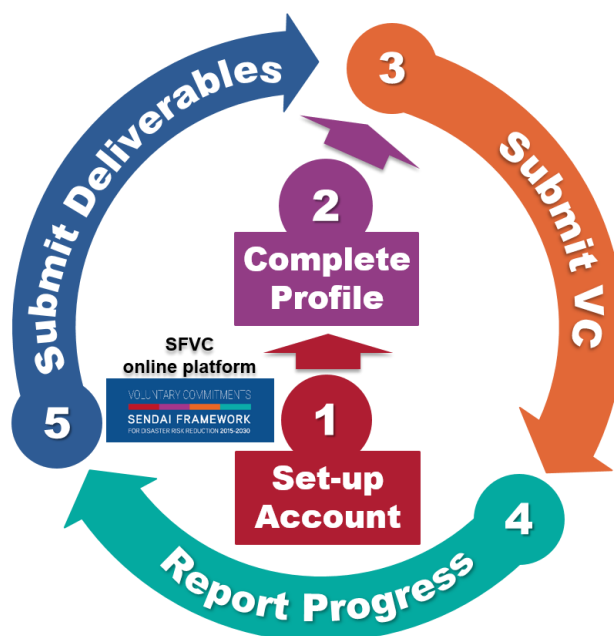 1
Set-up
Account
2
Complete
Profile
3
Submit VC
4
Report Progress
5
Submit Deliverables
SFVC
online platform
VOLUNTARY COMMITMENTS
SENDAI FRAMEWORK
FOR DISASTER RISK REDUCTION 2015-2030